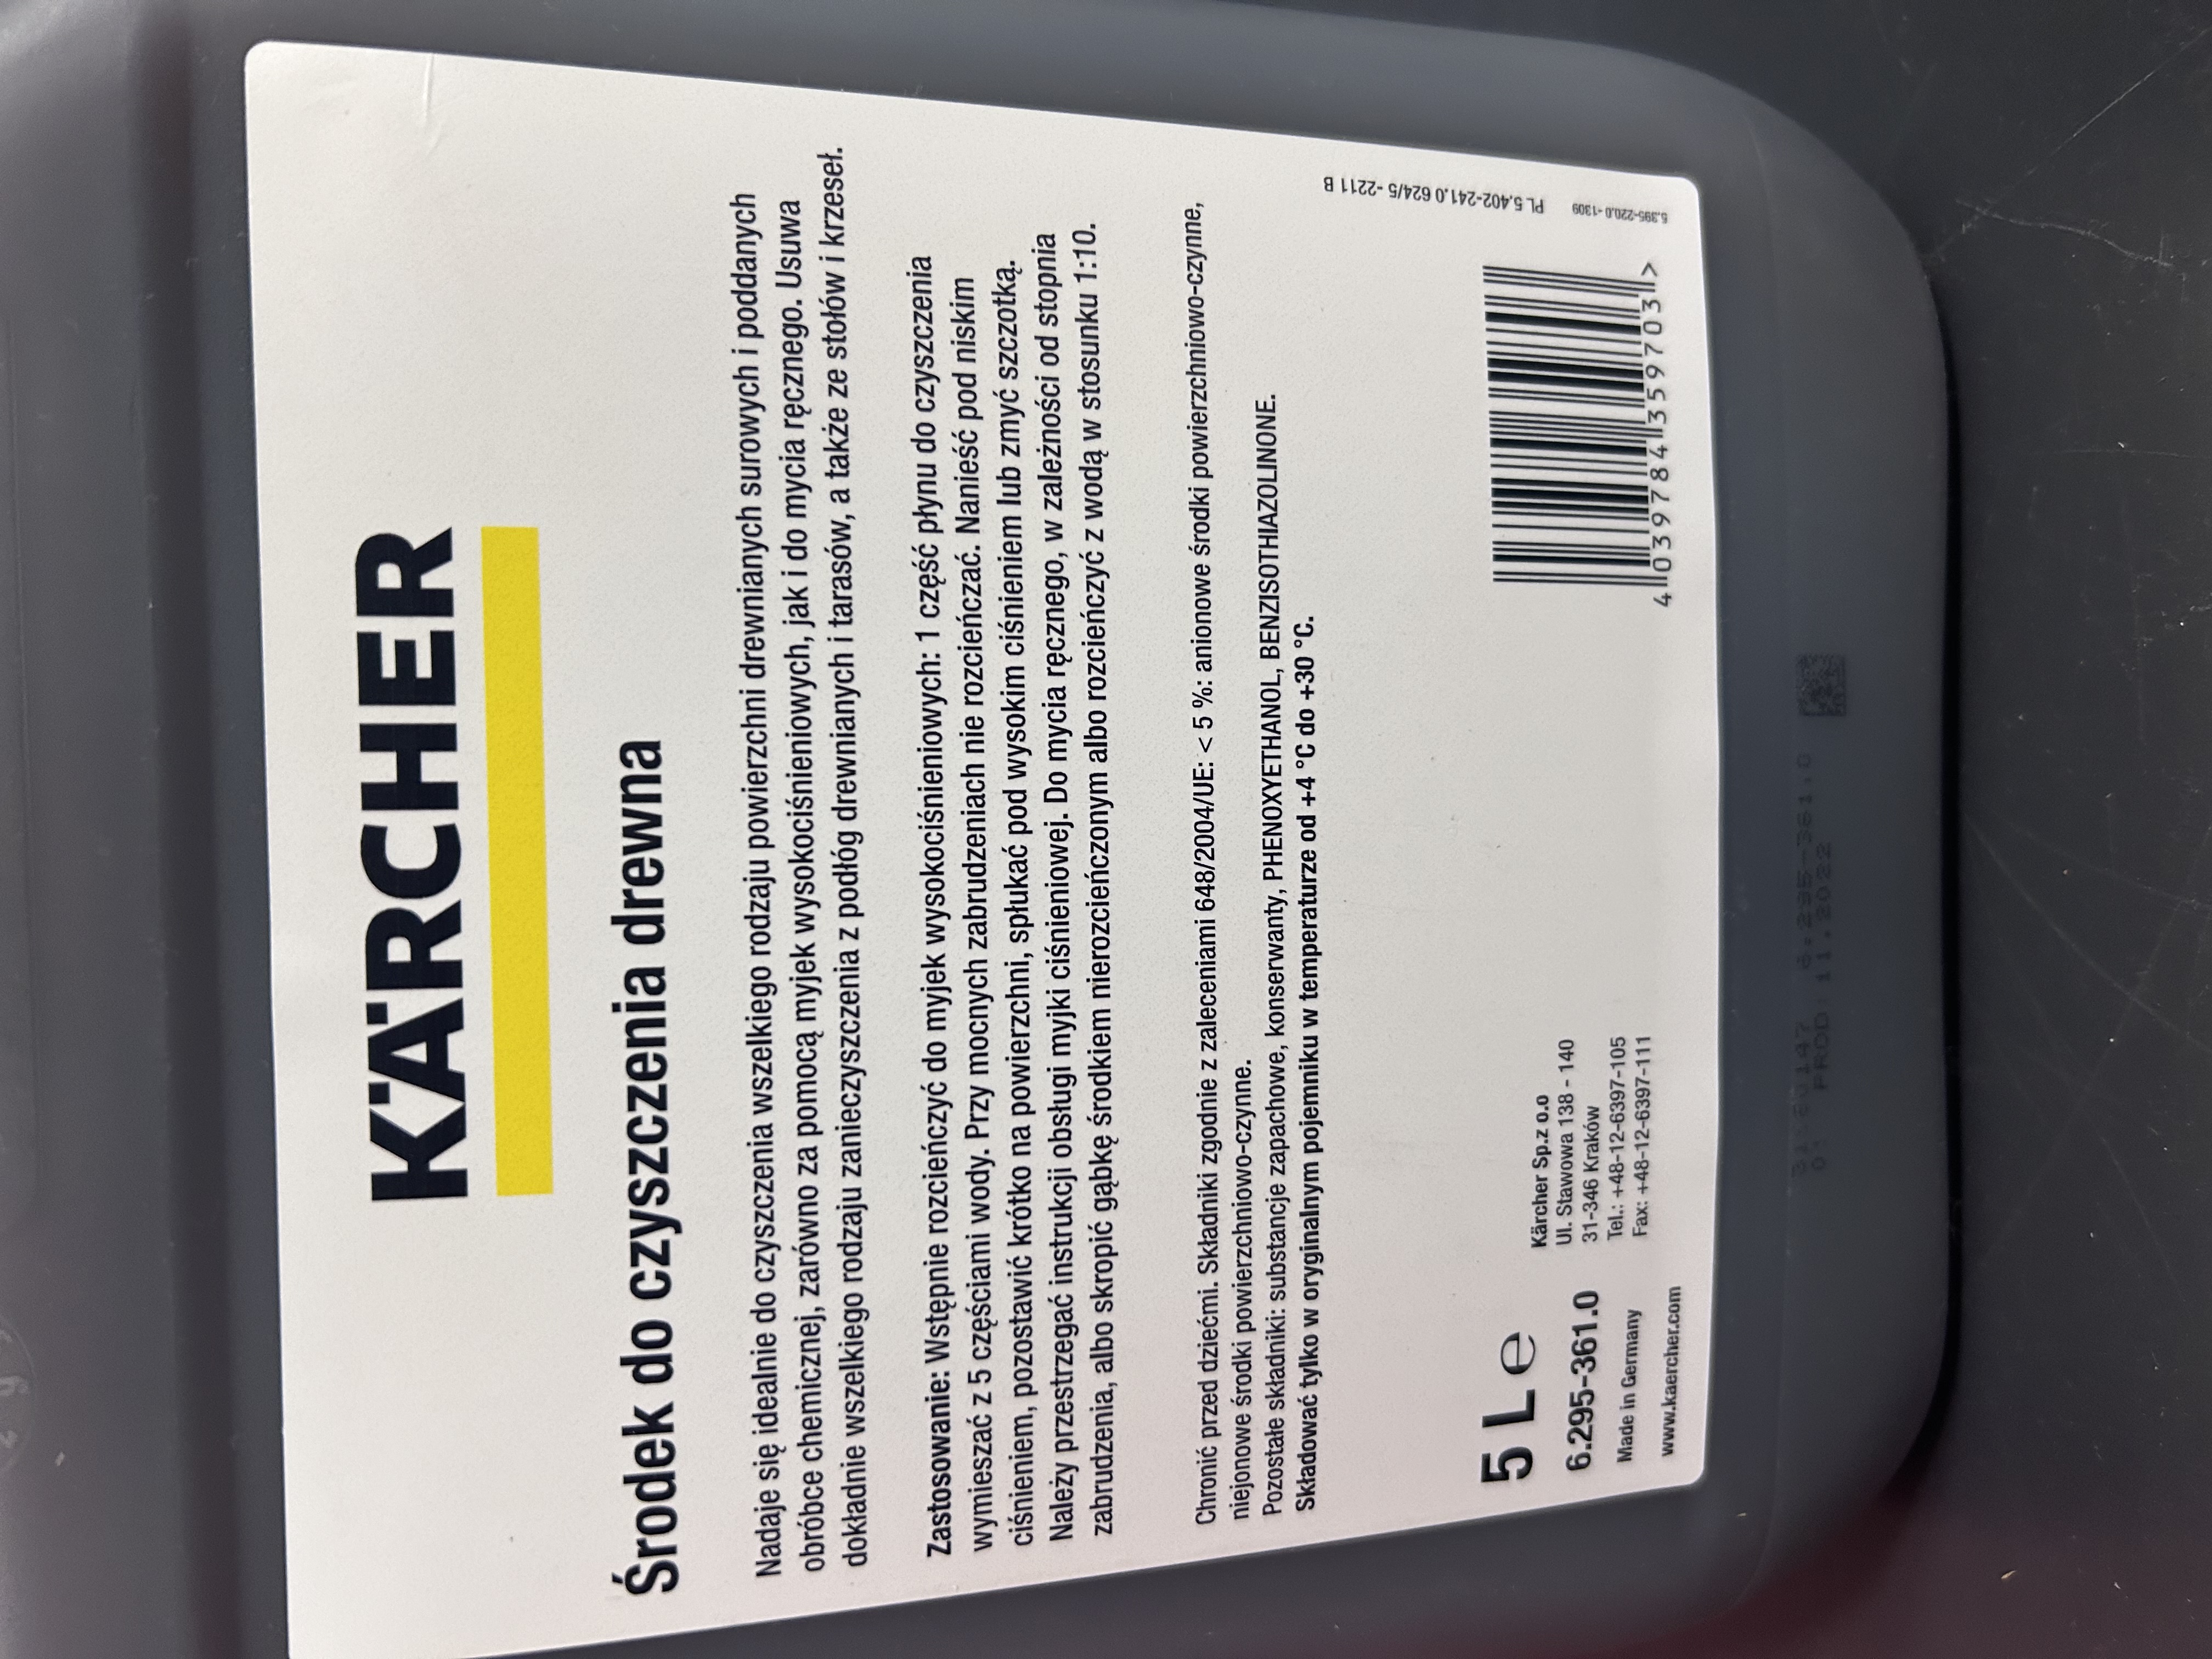 KÄRCHER
Środek do czyszczenia drewna
Nadaje się idealnie do czyszczenia wszelkiego rodzaju powierzchni drewnianych surowych i poddanych
obróbce chemicznej, zarówno za pomocą myjek wysokociśnieniowych, jak i do mycia ręcznego. Usuwa
dokładnie wszelkiego rodzaju zanieczyszczenia z podłóg drewnianych i tarasów, a także ze stołów i krzeseł.
Zastosowanie: Wstępnie rozcieńczyć do myjek wysokociśnieniowych: 1 część płynu do czyszczenia
wymieszać z 5 częściami wody. Przy mocnych zabrudzeniach nie rozcieńczać. Nanieść pod niskim
ciśnieniem, pozostawić krótko na powierzchni, spłukać pod wysokim ciśnieniem lub zmyć szczotką.
Należy przestrzegać instrukcji obsługi myjki ciśnieniowej. Do mycia ręcznego, w zależności od stopnia
zabrudzenia, albo skropić gąbkę środkiem nierozcieńczonym albo rozcieńczyć z wodą w stosunku 1:10.
Chronić przed dziećmi. Składniki zgodnie z zaleceniami 648/2004/UE: < 5 %: anionowe środki powierzchniowo-czynne,
niejonowe środki powierzchniowo-czynne.
Pozostałe składniki: substancje zapachowe, konserwanty, PHENOXYETHANOL, BENZISOTHIAZOLINONE.
Składować tylko w oryginalnym pojemniku w temperaturze od +4 °C do +30 °C.
5 L e
6.295-361.0
Made in Germany
www.kaercher.com
Kärcher Sp.z o.o
Ul. Stawowa 138 - 140
31-346 Kraków
Tel.: +48-12-6397-105
Fax: +48-12-6397-111
4 039784 359703 >
PL 5.402-241.0 624/5 -2211 B
5.395-220.0 -1309
6.295-361.0
PROD: 11.2022